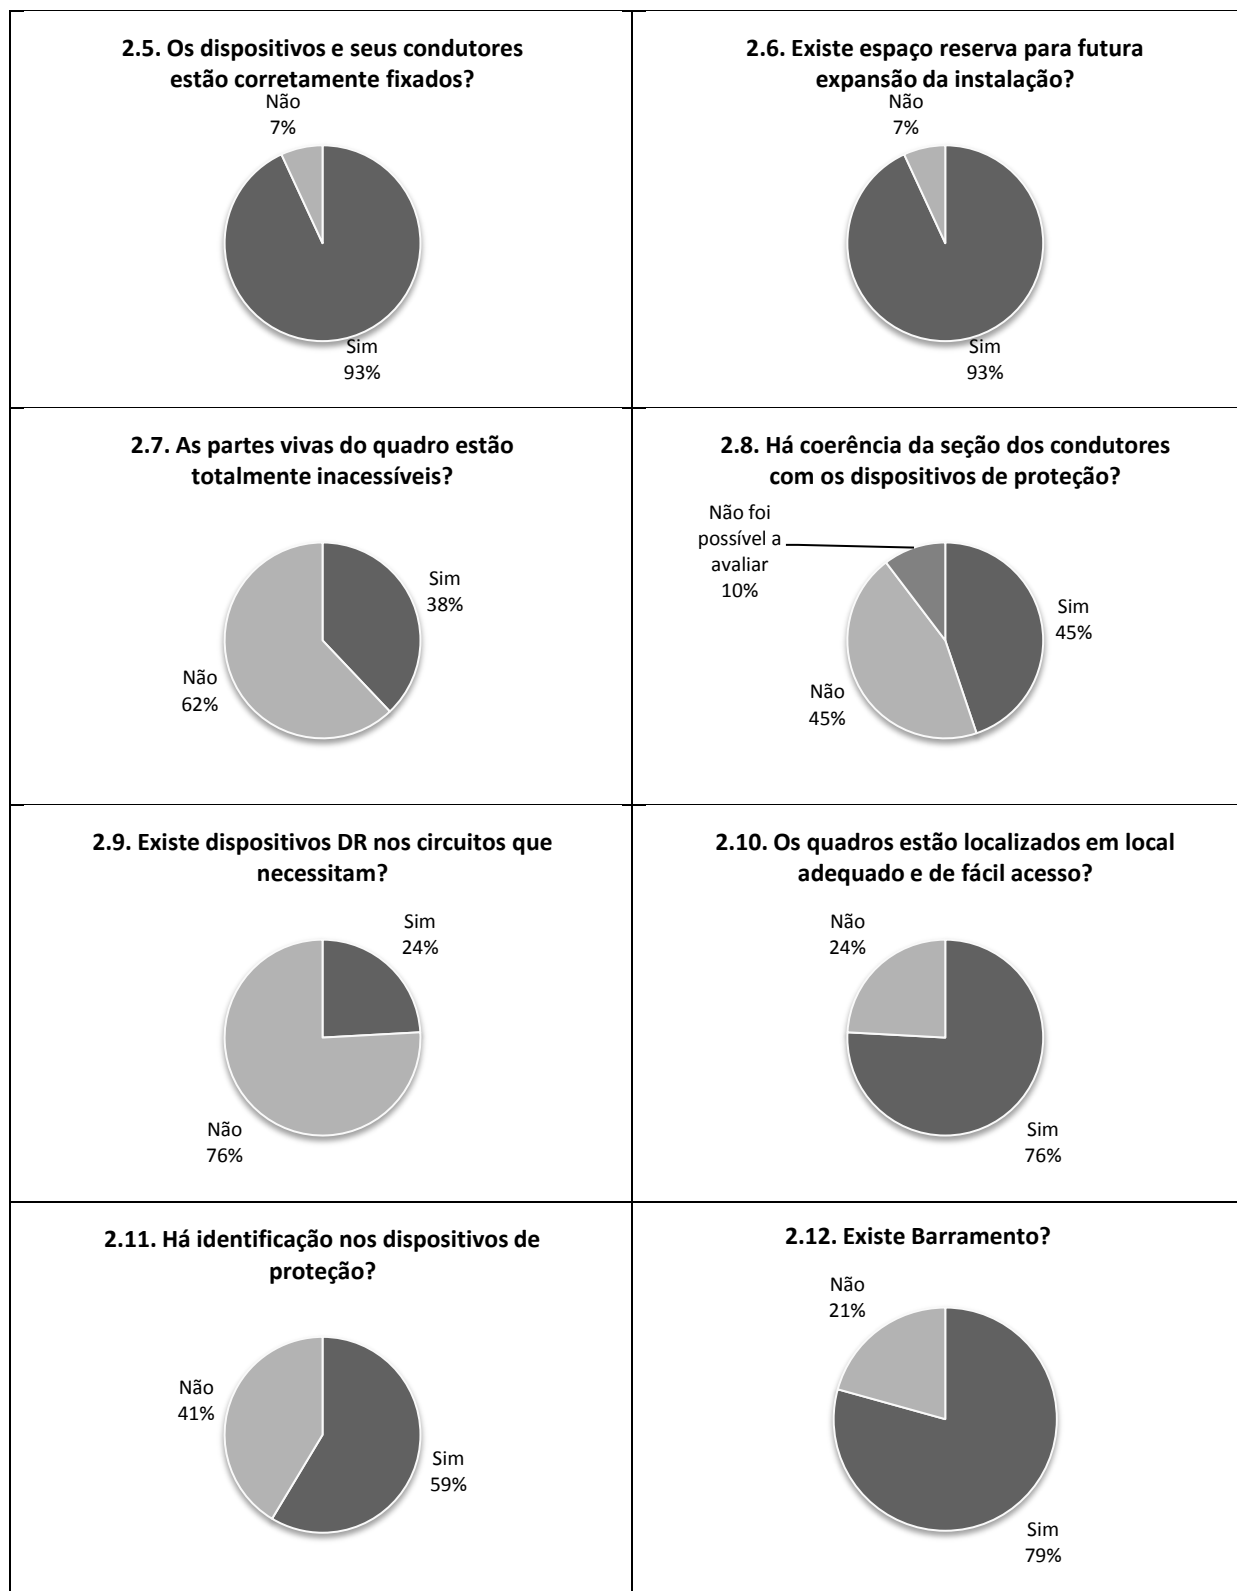 2.5. Os dispositivos e seus condutores
estão corretamente fixados?
Não
7%
Sim
93%
2.6. Existe espaço reserva para futura
expansão da instalação?
Não
7%
Sim
93%
2.7. As partes vivas do quadro estão
totalmente inacessíveis?
Sim
38%
Não
62%
2.8. Há coerência da seção dos condutores
com os dispositivos de proteção?
Não foi
possível a
avaliar
10%
Sim
45%
Não
45%
2.9. Existe dispositivos DR nos circuitos que
necessitam?
Sim
24%
Não
76%
2.10. Os quadros estão localizados em local
adequado e de fácil acesso?
Não
24%
Sim
76%
2.11. Há identificação nos dispositivos de
proteção?
Não
41%
Sim
59%
2.12. Existe Barramento?
Não
21%
Sim
79%